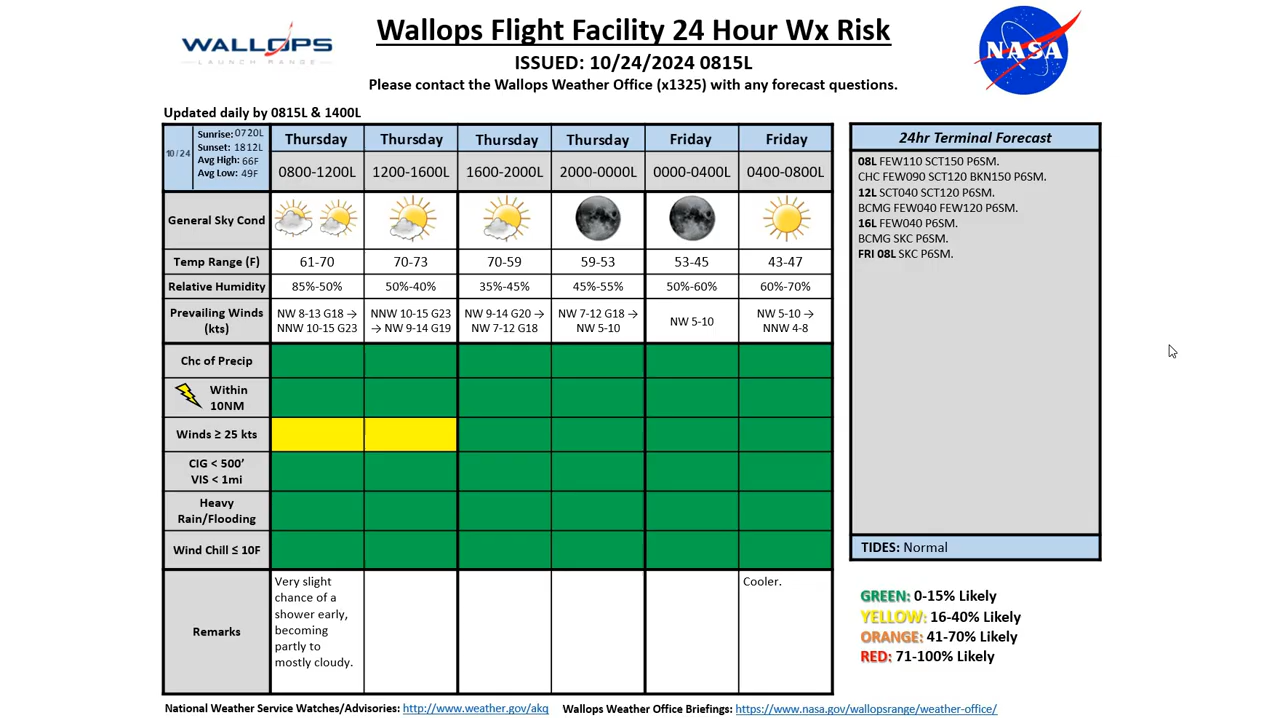 WALLOPS
LAUNCH RANGE
Wallops Flight Facility 24 Hour Wx Risk
ISSUED: 10/24/2024 0815L
Please contact the Wallops Weather Office (x1325) with any forecast questions.
NASA
Updated daily by 0815L & 1400L
10/24
Sunrise: 0720L
Sunset: 1812L
Avg High: 66F
Avg Low: 49F
Thursday Thursday Thursday Thursday Friday Friday
0800-1200L 1200-1600L 1600-2000L 2000-0000L 0000-0400L 0400-0800L
General Sky Cond
Temp Range (F) 61-70 70-73 70-59 59-53 53-45 43-47
Relative Humidity 85%-50% 50%-40% 35%-45% 45%-55% 50%-60% 60%-70%
Prevailing Winds (kts)
NW 8-13 G18 → NNW 10-15 G23
NNW 10-15 G23 → NW 9-14 G19
NW 9-14 G20 → NW 7-12 G18
NW 7-12 G18 → NW 5-10
NW 5-10
NW 5-10 → NNW 4-8
Chc of Precip
Within
10NM
Winds ≥ 25 kts
CIG < 500’
VIS < 1mi
Heavy
Rain/Flooding
Wind Chill ≤ 10F
Remarks
Very slight
chance of a
shower early,
becoming
partly to
mostly cloudy.
Cooler.
24hr Terminal Forecast
08L FEW110 SCT150 P6SM.
CHC FEW090 SCT120 BKN150 P6SM.
12L SCT040 SCT120 P6SM.
BCMG FEW040 FEW120 P6SM.
16L FEW040 P6SM.
BCMG SKC P6SM.
FRI 08L SKC P6SM.
TIDES: Normal
GREEN: 0-15% Likely
YELLOW: 16-40% Likely
ORANGE: 41-70% Likely
RED: 71-100% Likely
National Weather Service Watches/Advisories: http://www.weather.gov/akq Wallops Weather Office Briefings: https://www.nasa.gov/wallopsrange/weather-office/